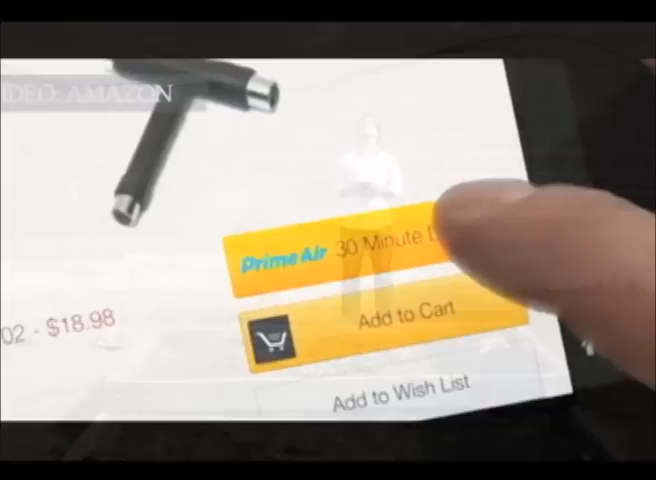 VIDEO: AMAZON
Prime Air 30 Minute
02 - $18.98
Add to Cart
Add to Wish List